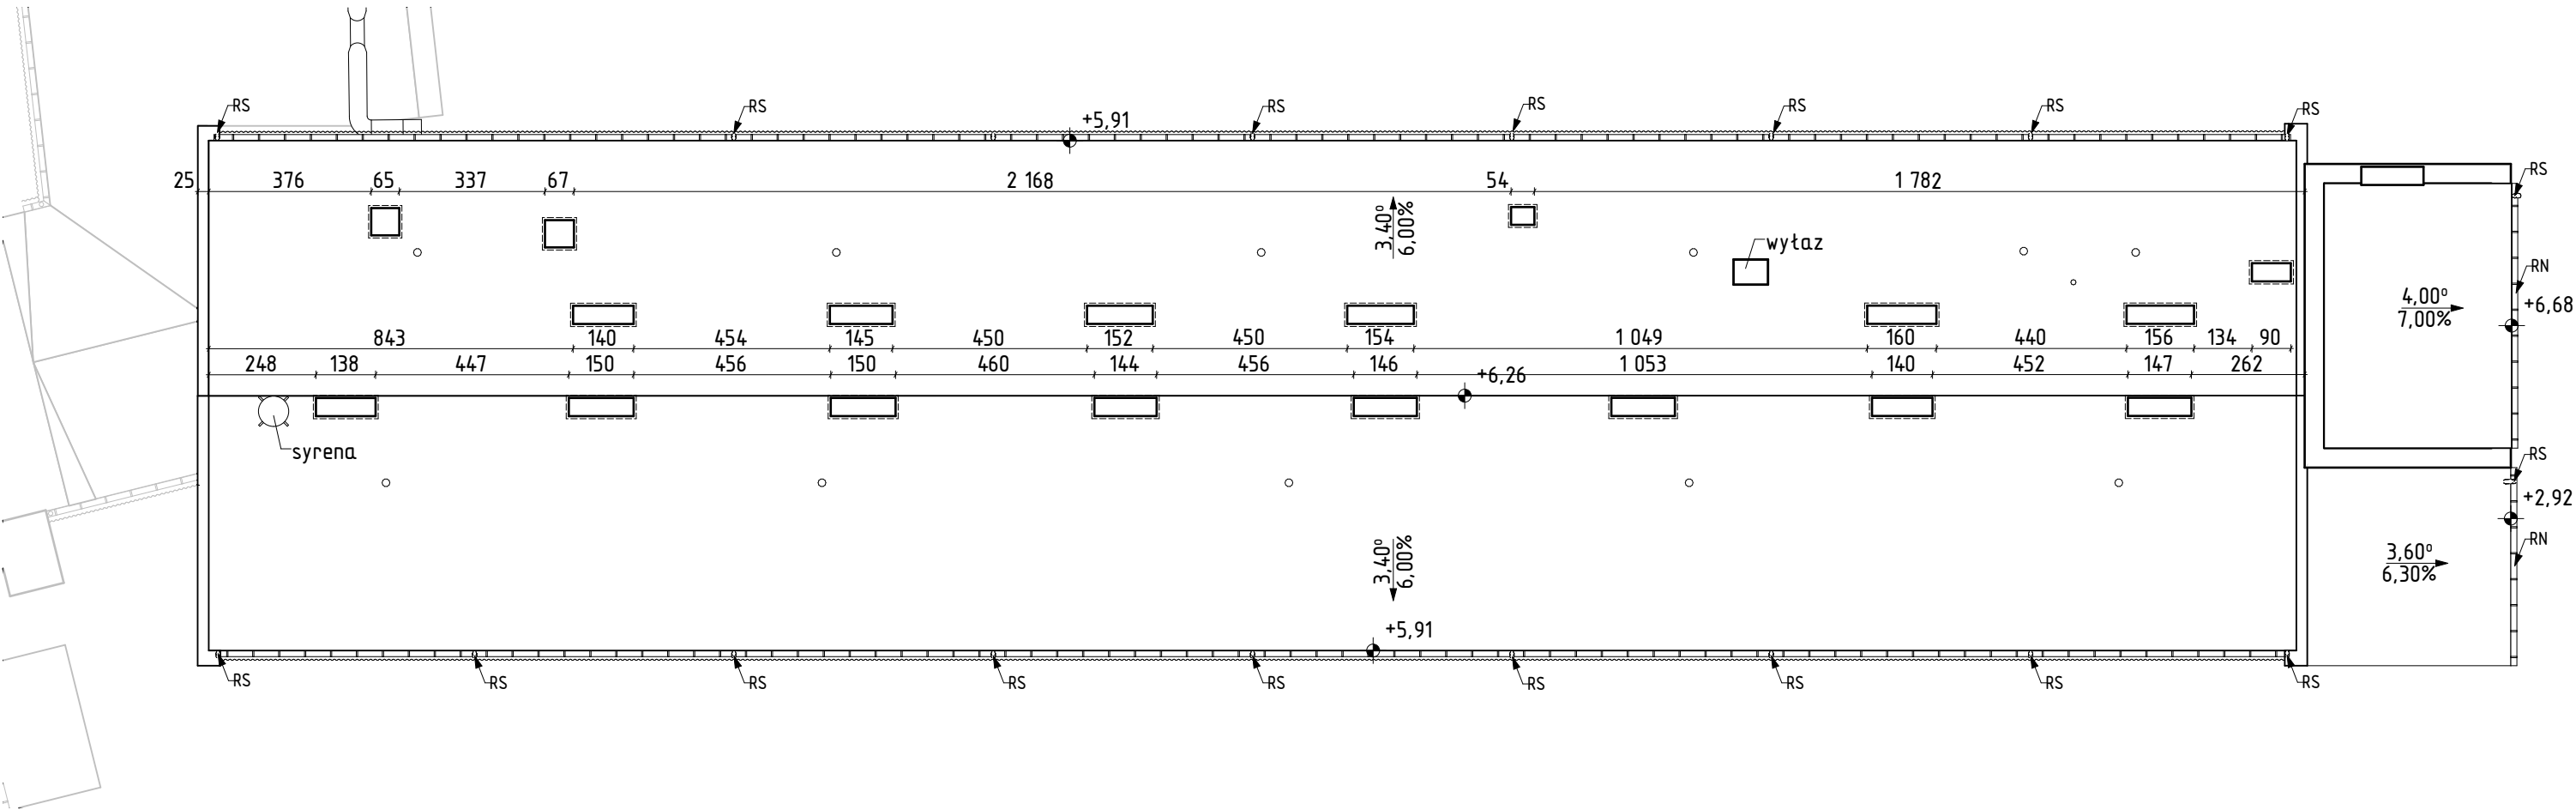 RS
RS
RS
RS
RS
RS
RS
+5,91
25
376
65
337
67
2 168
54
1 782
RS
3,40°
6,00%
wyłaz
RN
4,00°
7,00%
+6,68
843
140
454
145
450
152
450
154
1 049
160
440
156
134
90
248
138
447
150
456
150
460
144
456
146
1 053
140
452
147
262
+6,26
syrena
RS
+2,92
RN
3,40°
6,00%
3,60°
6,30%
+5,91
RS
RS
RS
RS
RS
RS
RS
RS
RS